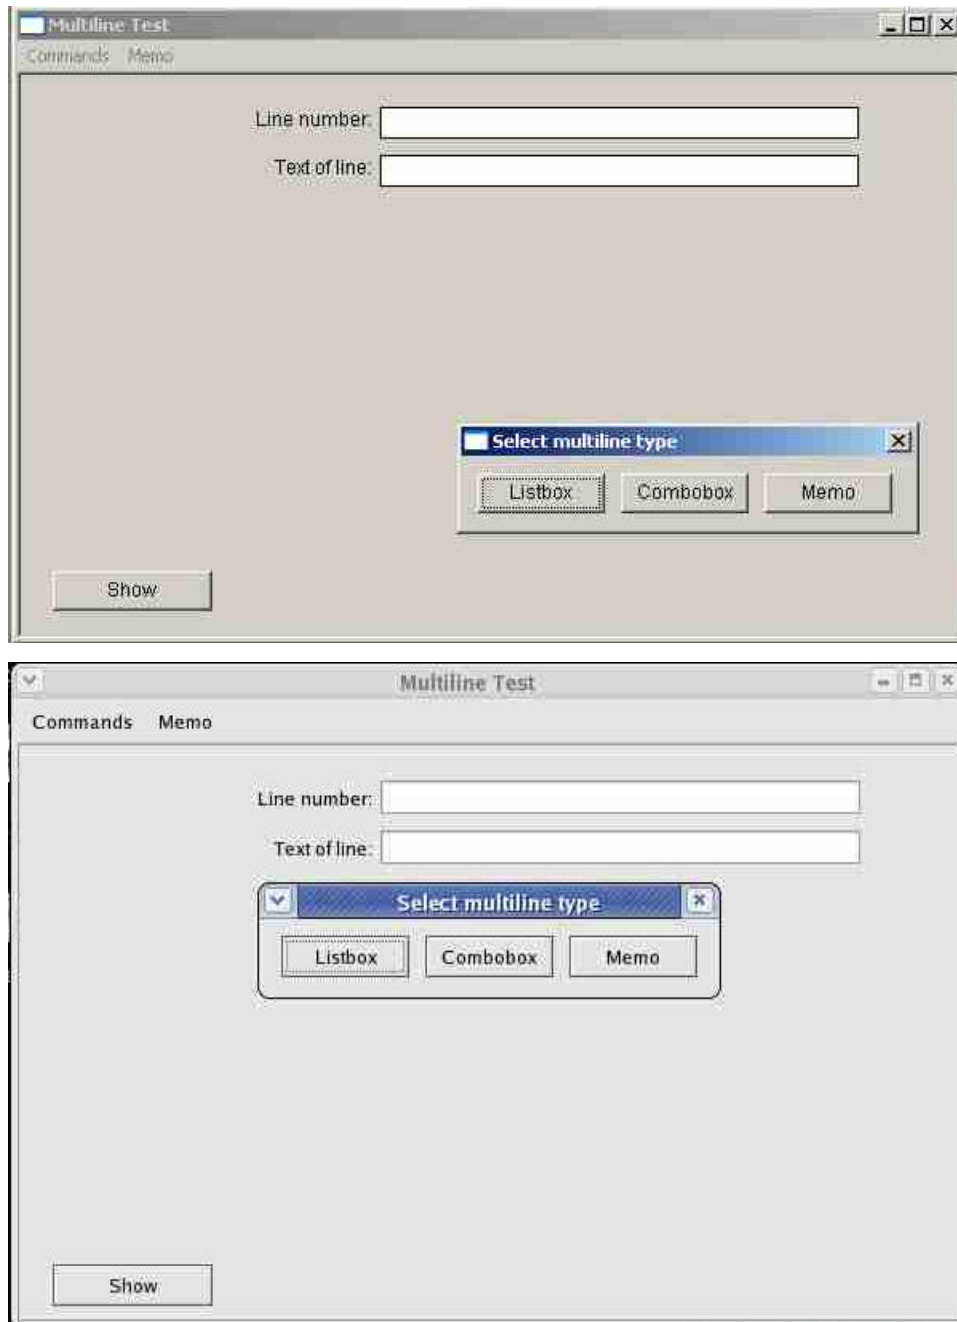 Multiline Test
Commands Memo
Line number:
Text of line:
Select multiline type
Listbox Combobox Memo
Show
Multiline Test
Commands Memo
Line number:
Text of line:
Select multiline type
Listbox Combobox Memo
Show